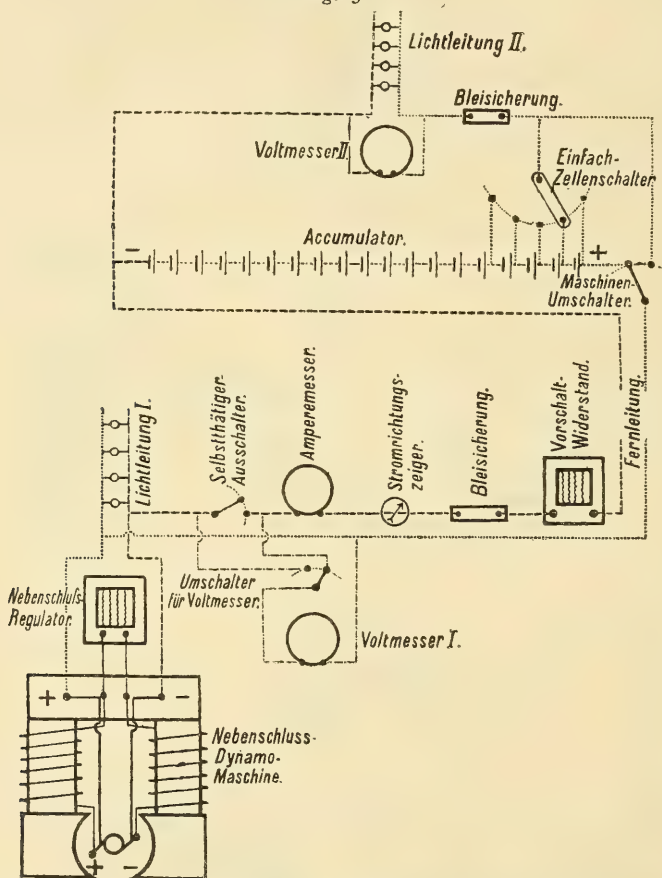 Lichtleitung II.
Bleisicherung.
Voltmesser II.
Einfach-
Zellenschalter
Accumulator.
−
+
Maschinen-
Umschalter.
Lichtleitung I.
Selbstthätiger
Ausschalter.
Amperemesser.
Stromrichtungs-
zeiger.
Bleisicherung.
Vorschalt-
Widerstand.
Fernleitung.
Nebenschluſs-
Regulator.
Umschalter
für Voltmesser.
Voltmesser I.
+
−
Nebenschluss-
Dynamo-
Maschine.
+
−